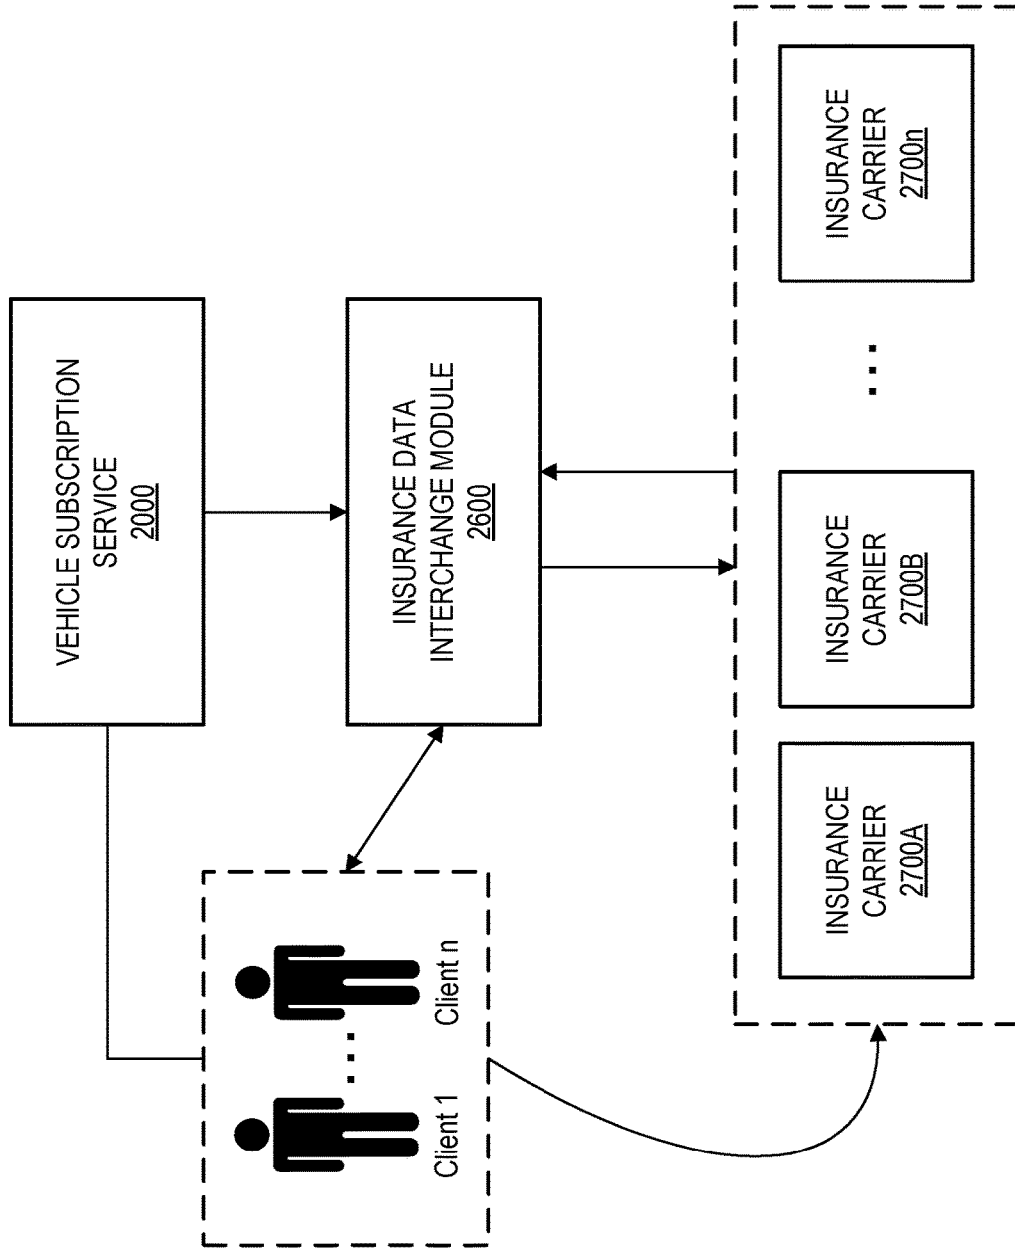 VEHICLE SUBSCRIPTION
SERVICE
2000
INSURANCE DATA
INTERCHANGE MODULE
2600
Client 1
...
Client n
INSURANCE
CARRIER
2700A
INSURANCE
CARRIER
2700B
...
INSURANCE
CARRIER
2700n